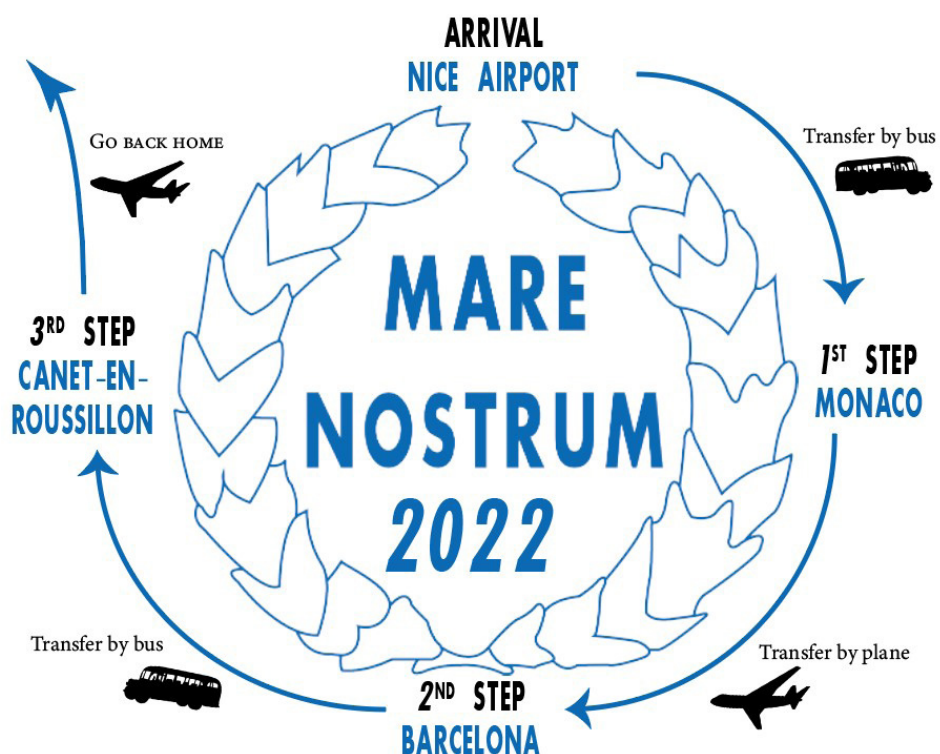 ARRIVAL
NICE AIRPORT
Transfer by bus
1ST STEP
MONACO
Transfer by plane
2ND STEP
BARCELONA
Transfer by bus
3RD STEP
CANET-EN-
ROUSSILLON
GO BACK HOME
MARE
NOSTRUM
2022